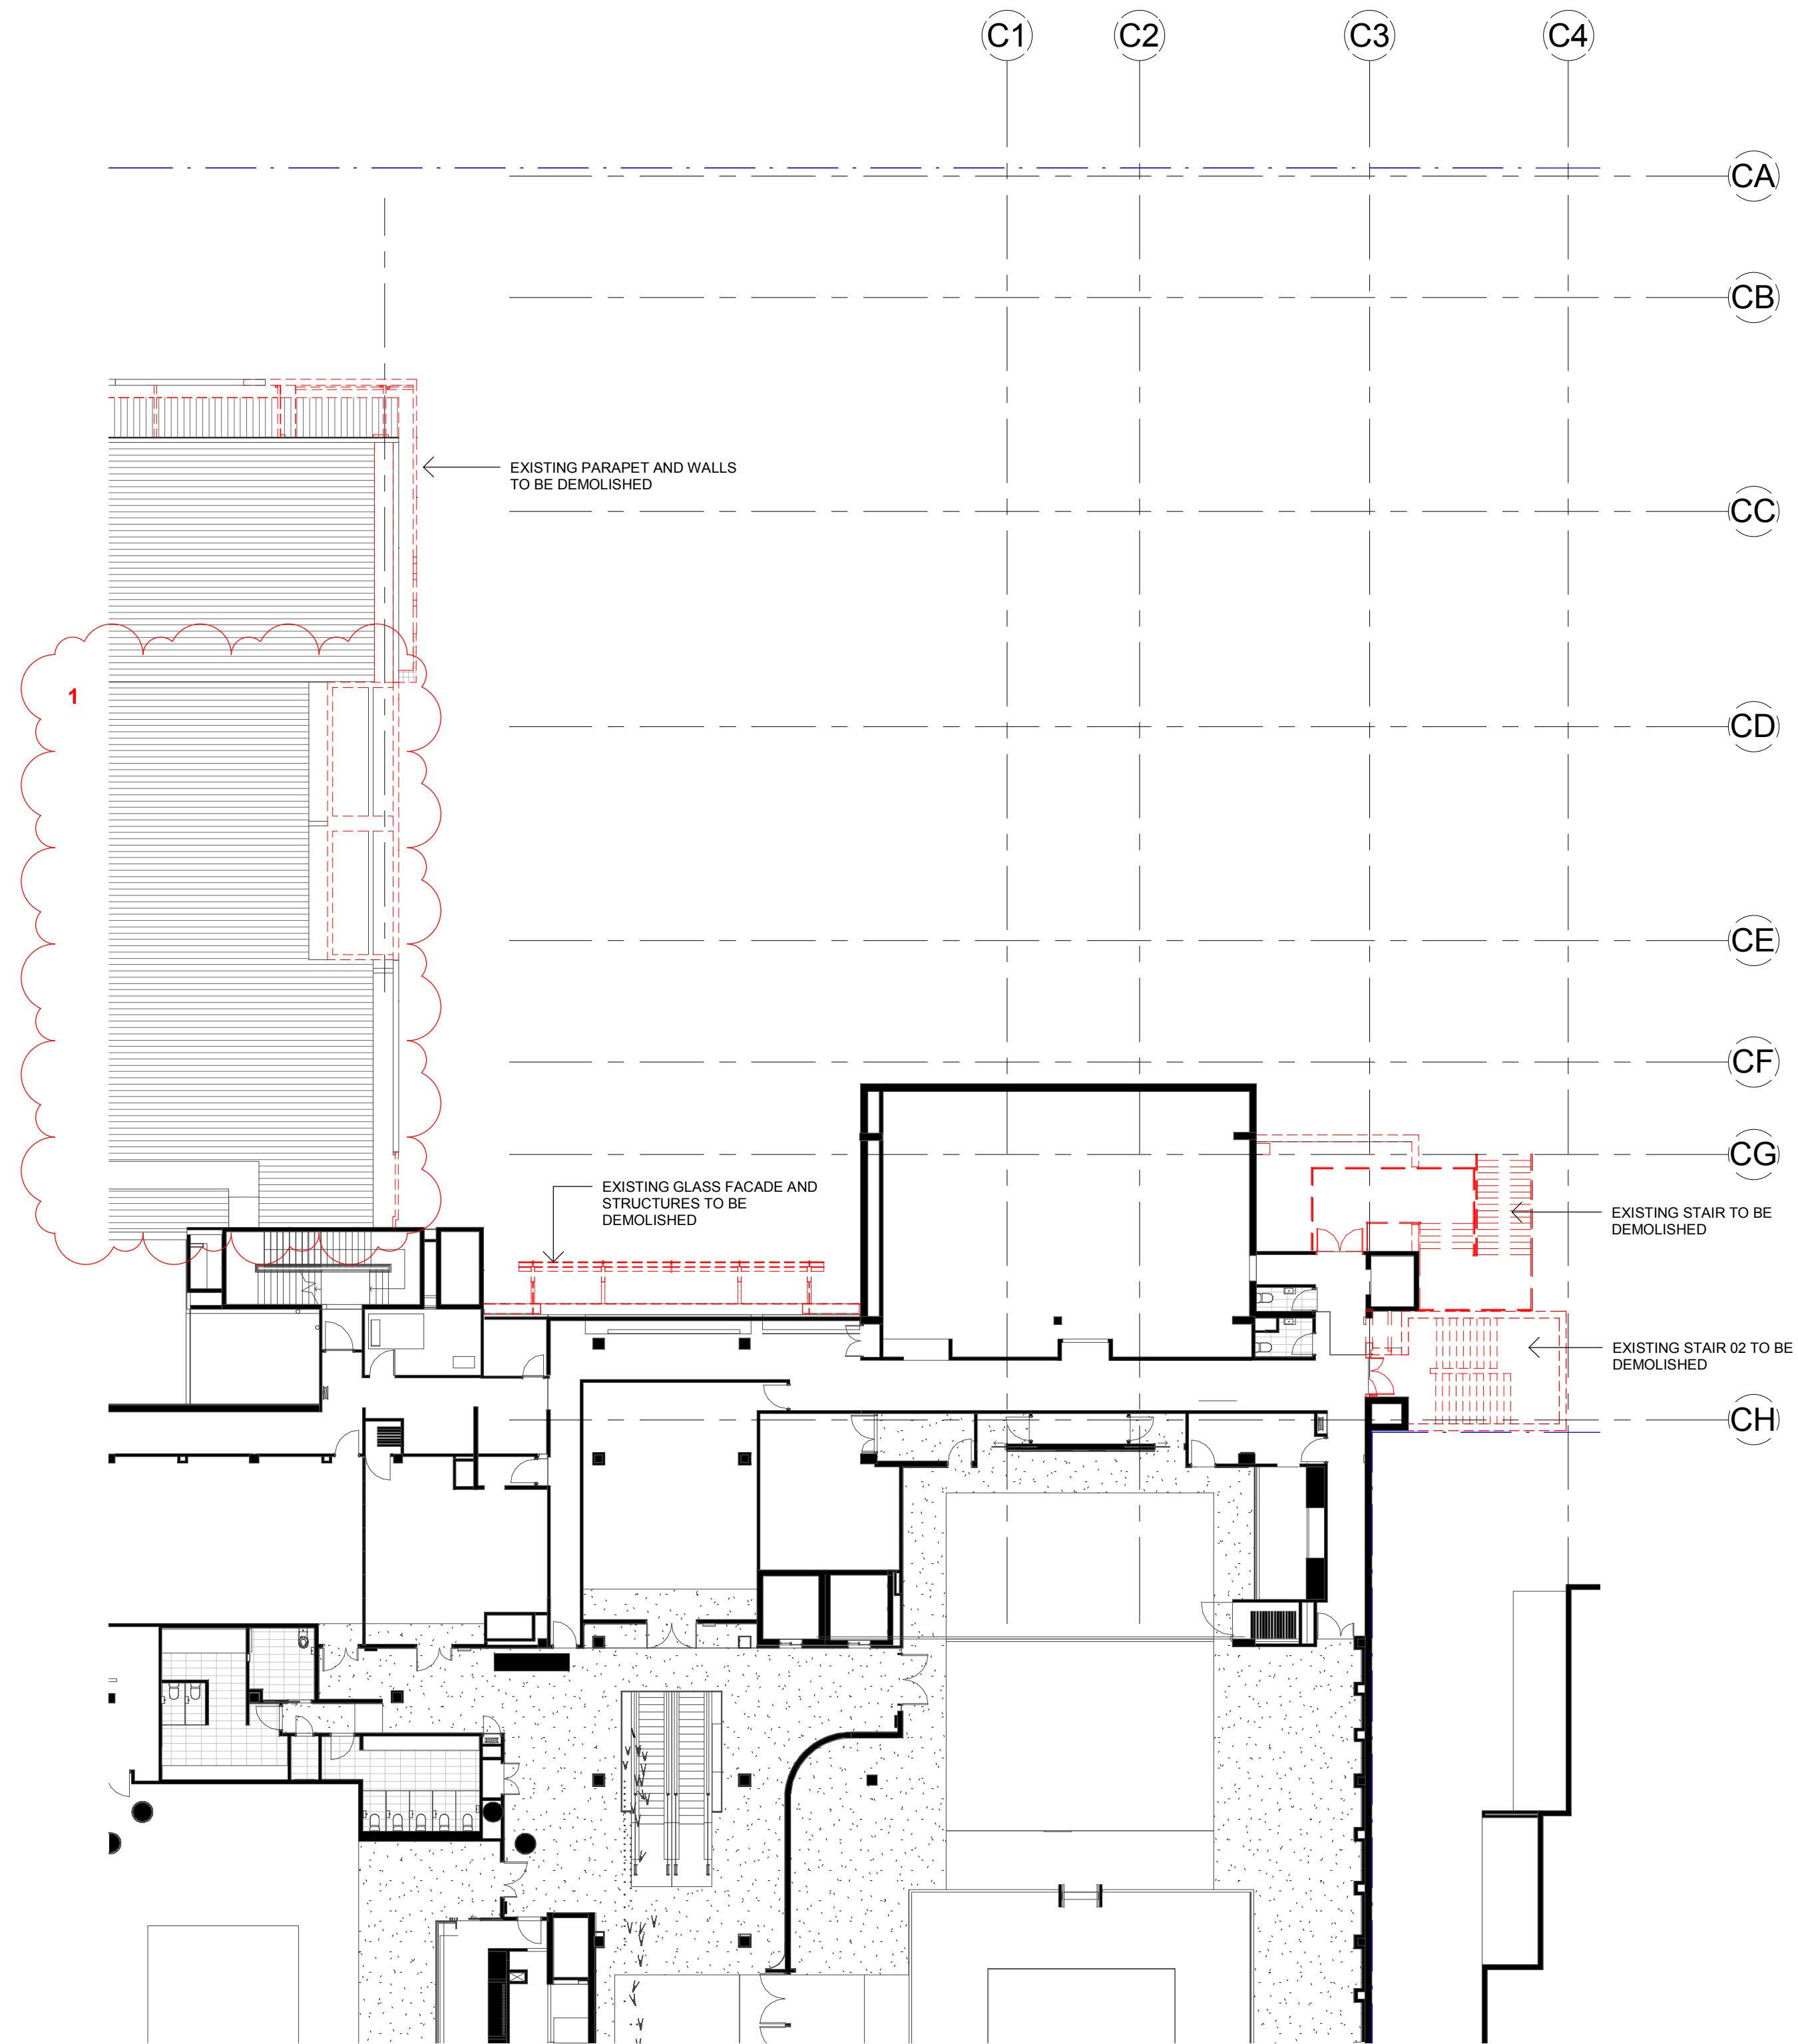 C1 C2 C3 C4
CA
CB
EXISTING PARAPET AND WALLS
TO BE DEMOLISHED
CC
1
CD
CE
CF
CG
EXISTING GLASS FACADE AND
STRUCTURES TO BE
DEMOLISHED
EXISTING STAIR TO BE
DEMOLISHED
EXISTING STAIR 02 TO BE
DEMOLISHED
CH